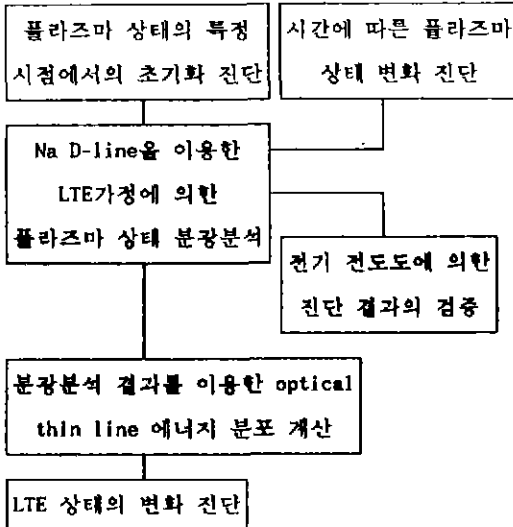 플라즈마 상태의 특정
시점에서의 초기화 진단
시간에 따른 플라즈마
상태 변화 진단
Na D-line을 이용한
LTE가정에 의한
플라즈마 상태 분광분석
전기 전도도에 의한
진단 결과의 검증
분광분석 결과를 이용한 optical
thin line 에너지 분포 계산
LTE 상태의 변화 진단